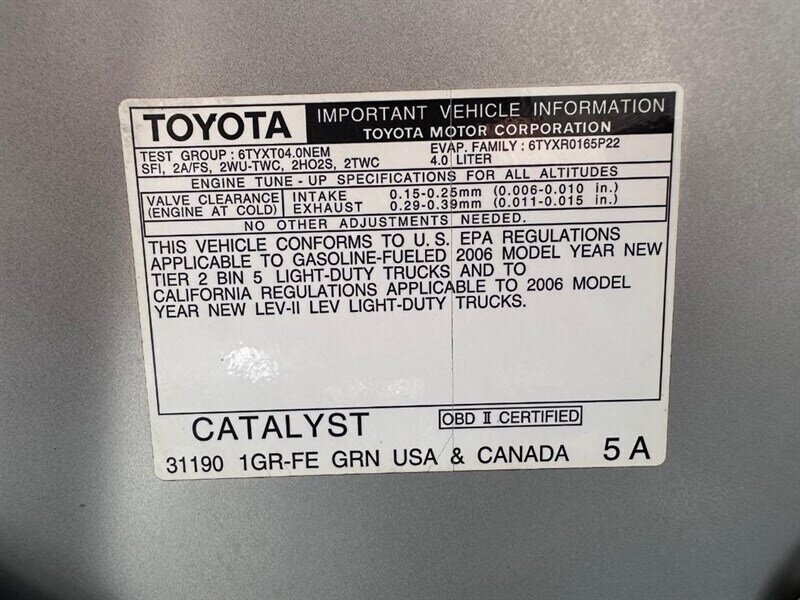 TOYOTA
IMPORTANT VEHICLE INFORMATION
TOYOTA MOTOR CORPORATION
TEST GROUP : 6TYXT04.0NEM EVAP. FAMILY : 6TYXR0165P22
SFI, 2A/FS, 2WU-TWC, 2HO2S, 2TWC 4.0 LITER
ENGINE TUNE - UP SPECIFICATIONS FOR ALL ALTITUDES
VALVE CLEARANCE INTAKE 0.15-0.25mm (0.006-0.010 in.)
(ENGINE AT COLD) EXHAUST 0.29-0.39mm (0.011-0.015 in.)
NO OTHER ADJUSTMENTS NEEDED.
THIS VEHICLE CONFORMS TO U.S. EPA REGULATIONS
APPLICABLE TO GASOLINE-FUELED 2006 MODEL YEAR NEW
TIER 2 BIN 5 LIGHT-DUTY TRUCKS AND TO
CALIFORNIA REGULATIONS APPLICABLE TO 2006 MODEL
YEAR NEW LEV-II LEV LIGHT-DUTY TRUCKS.
CATALYST OBD II CERTIFIED
31190 1GR-FE GRN USA & CANADA 5 A